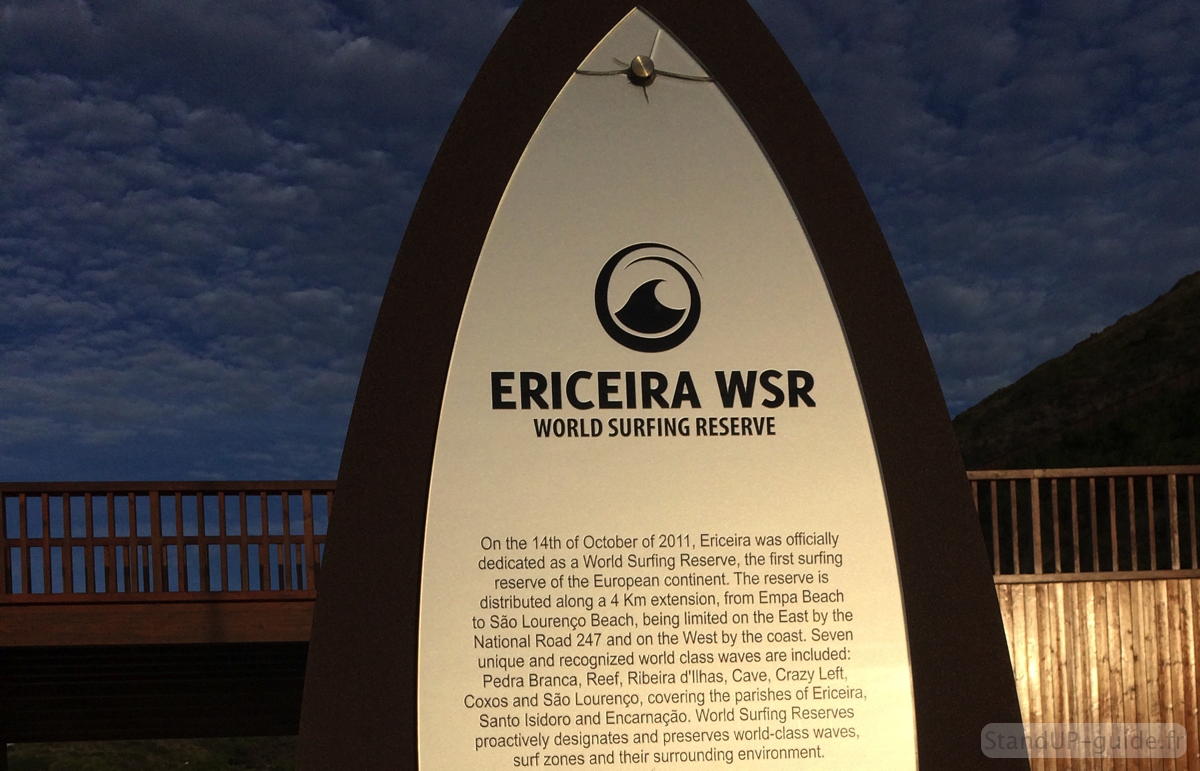 ERICEIRA WSR
WORLD SURFING RESERVE
On the 14th of October of 2011, Ericeira was officially
dedicated as a World Surfing Reserve, the first surfing
reserve of the European continent. The reserve is
distributed along a 4 Km extension, from Empa Beach
to São Lourenço Beach, being limited on the East by the
National Road 247 and on the West by the coast. Seven
unique and recognized world class waves are included:
Pedra Branca, Reef, Ribeira d'Ilhas, Cave, Crazy Left,
Coxos and São Lourenço, covering the parishes of Ericeira,
Santo Isidoro and Encarnação. World Surfing Reserves
proactively designates and preserves world-class waves,
surf zones and their surrounding environment.
StandUP-guide.fr